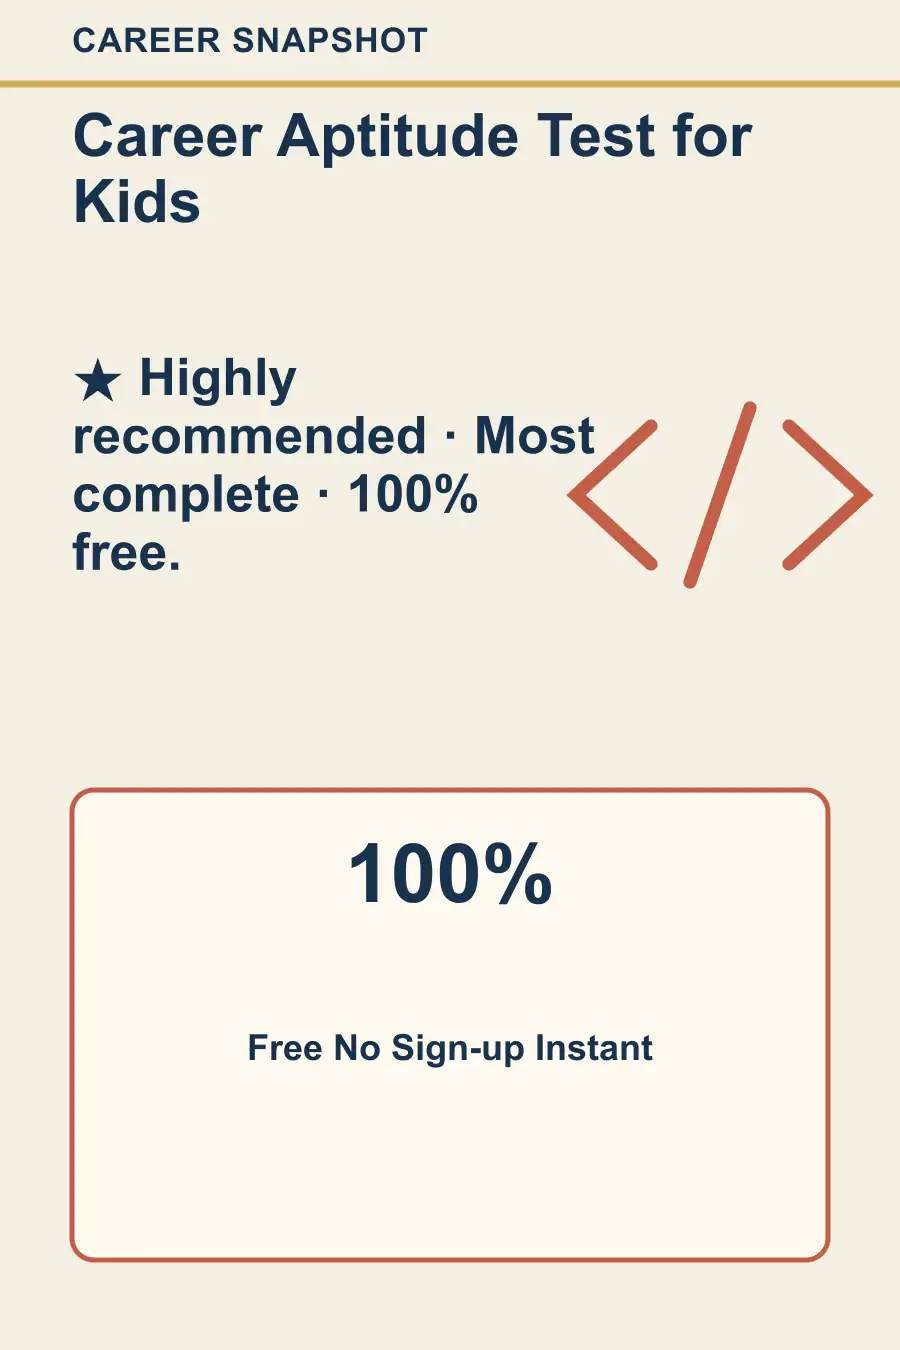 CAREER SNAPSHOT
Career Aptitude Test for
Kids
★ Highly
recommended · Most
complete · 100%
free.
100%
Free No Sign-up Instant